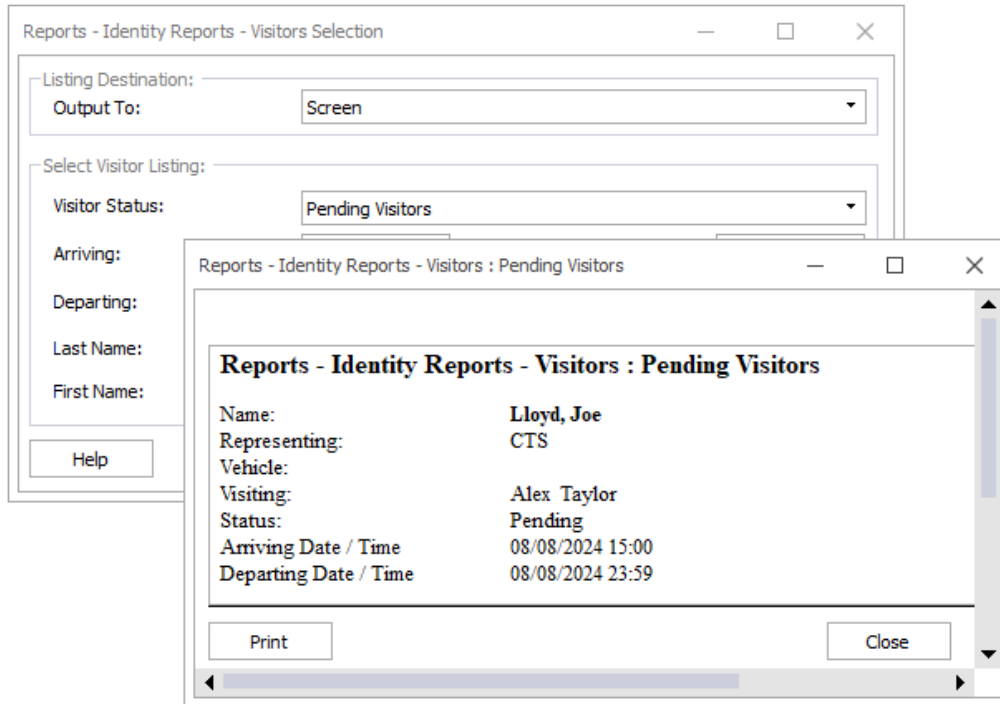 Reports - Identity Reports - Visitors Selection
Listing Destination:
Output To: Screen
Select Visitor Listing:
Visitor Status: Pending Visitors
Arriving:
Departing:
Last Name:
First Name:
Help
Reports - Identity Reports - Visitors : Pending Visitors
Reports - Identity Reports - Visitors : Pending Visitors
Name: Lloyd, Joe
Representing: CTS
Vehicle:
Visiting: Alex Taylor
Status: Pending
Arriving Date / Time 08/08/2024 15:00
Departing Date / Time 08/08/2024 23:59
Print Close